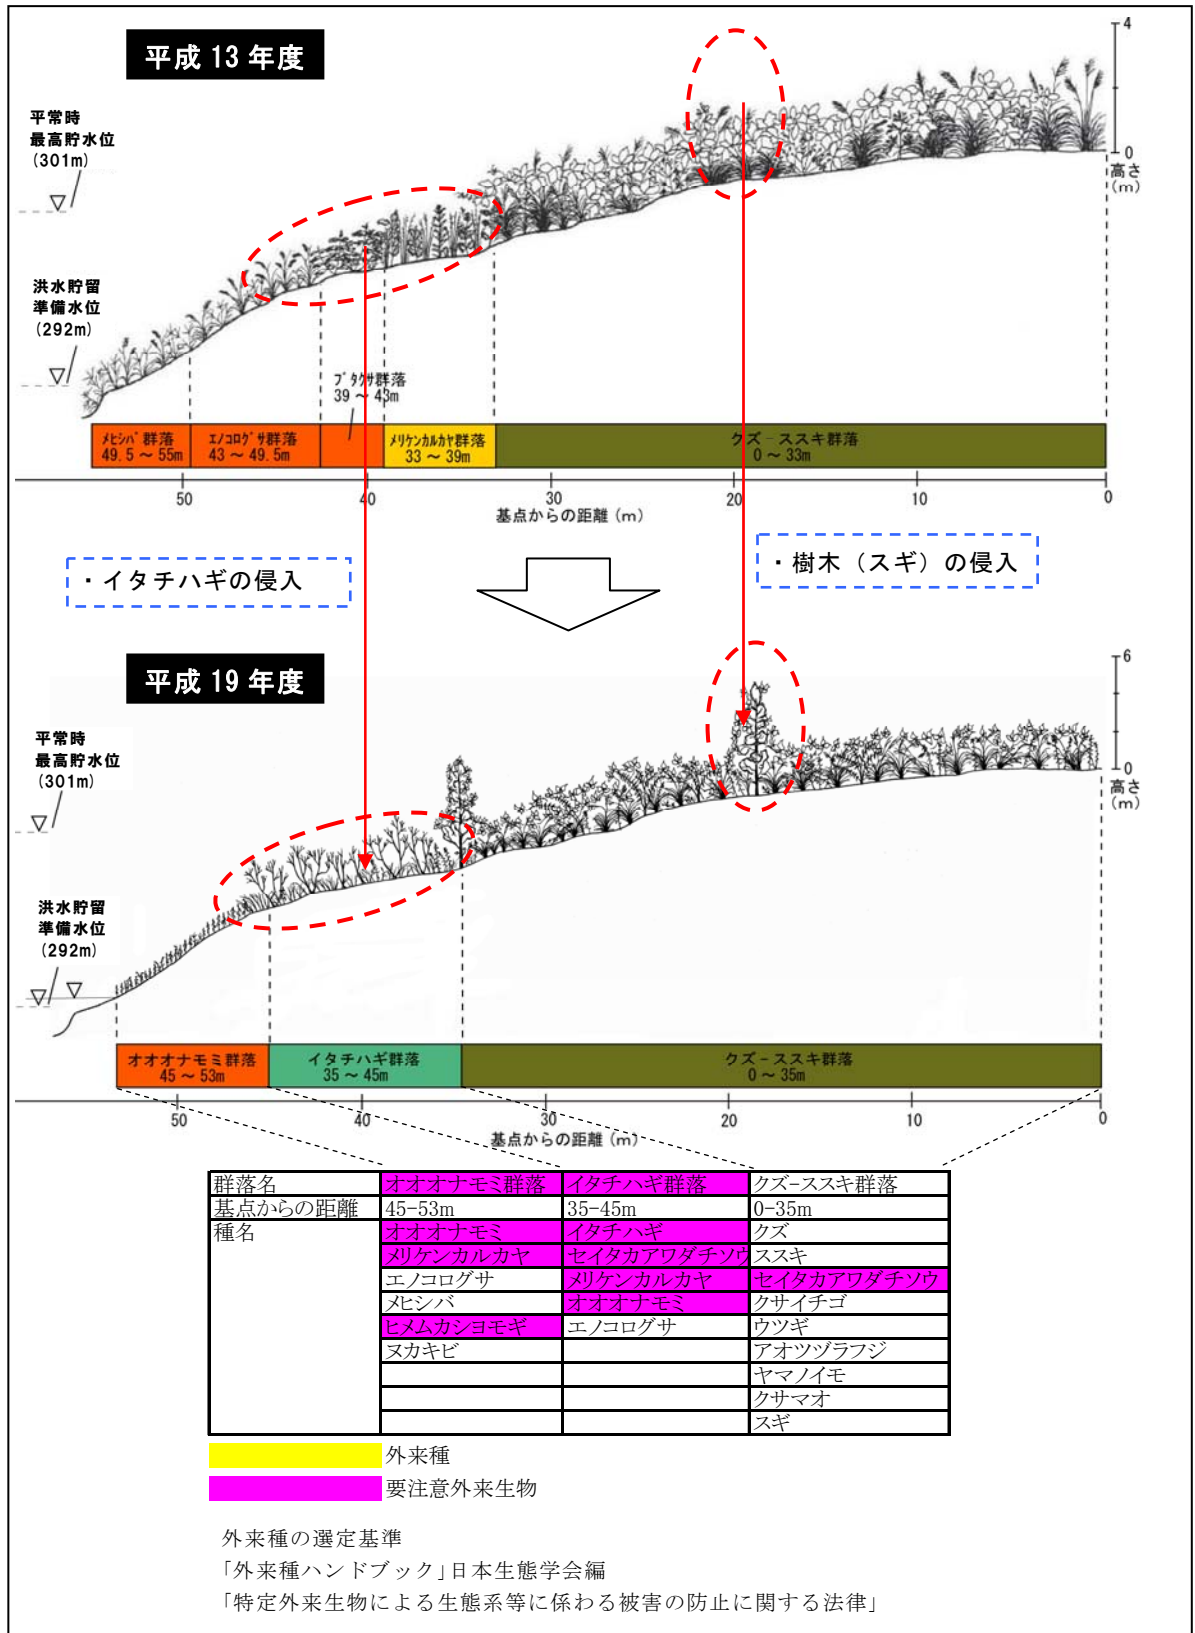 平成 13 年度
4
0
高さ
(m)
平常時
最高貯水位
(301m)
洪水貯留
準備水位
(292m)
ブタクサ群落
39 ～ 43m
メヒシバ群落
49.5 ～ 55m
エノコログサ群落
43 ～ 49.5m
メリケンカルカヤ群落
33 ～ 39m
クズ－ススキ群落
0 ～ 33m
50 40 30 20 10 0
基点からの距離 (m)
・イタチハギの侵入
・樹木（スギ）の侵入
平成 19 年度
6
0
高さ
(m)
平常時
最高貯水位
(301m)
洪水貯留
準備水位
(292m)
オオオナモミ群落
45 ～ 53m
イタチハギ群落
35 ～ 45m
クズ－ススキ群落
0 ～ 35m
50 40 30 20 10 0
基点からの距離 (m)
群落名 オオオナモミ群落 イタチハギ群落 クズ−ススキ群落
基点からの距離 45−53m 35−45m 0−35m
種名 オオオナモミ イタチハギ クズ
メリケンカルカヤ セイタカアワダチソウ ススキ
エノコログサ メリケンカルカヤ セイタカアワダチソウ
メヒシバ オオオナモミ クサイチゴ
ヒメムカシヨモギ エノコログサ ウツギ
ヌカキビ アオツヅラフジ
ヤマノイモ
クサマオ
スギ
外来種
要注意外来生物
外来種の選定基準
「外来種ハンドブック」日本生態学会編
「特定外来生物による生態系等に係わる被害の防止に関する法律」